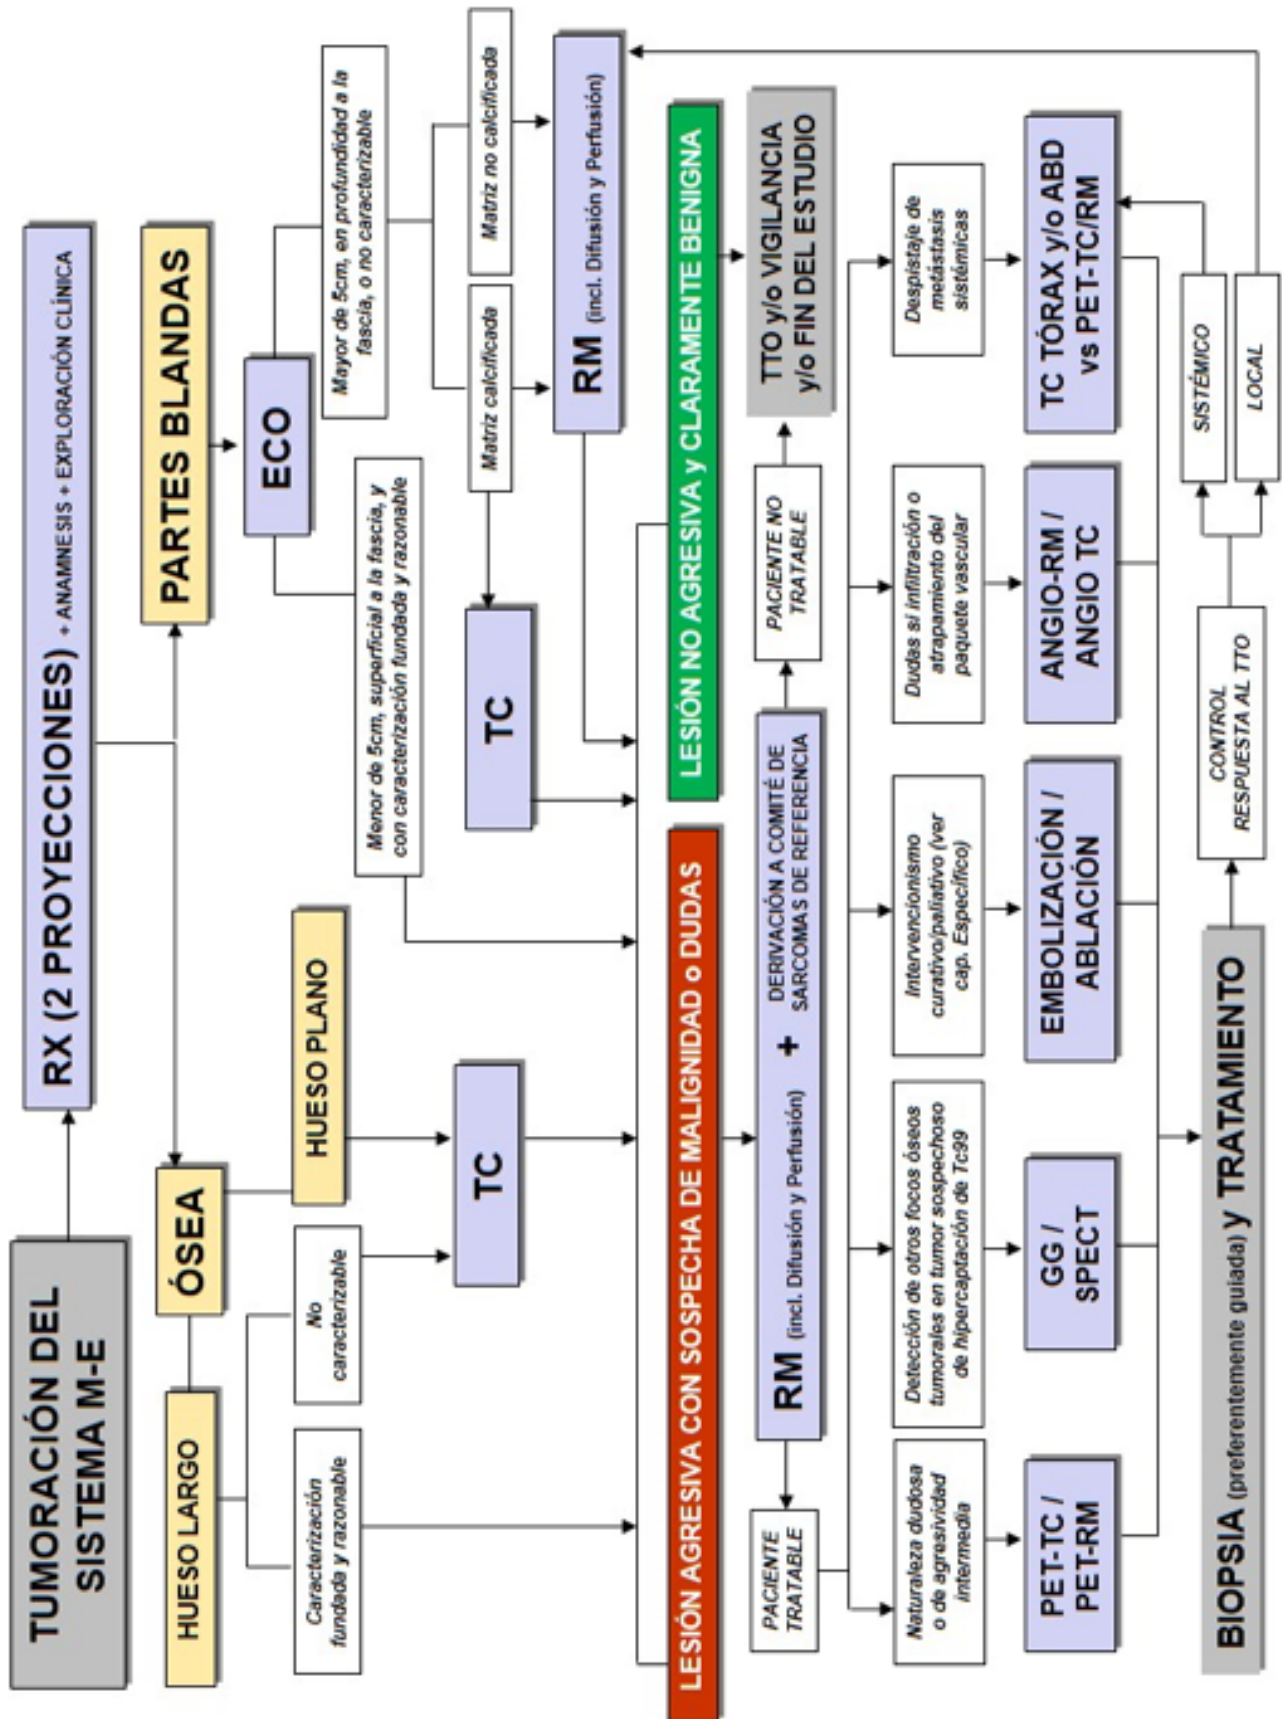 TUMORACIÓN DEL
SISTEMA M-E
RX (2 PROYECCIONES) + ANAMNESIS + EXPLORACIÓN CLÍNICA
ÓSEA
PARTES BLANDAS
HUESO LARGO
HUESO PLANO
ECO
Caracterización
fundada y razonable
No
caracterizable
Menor de 5cm, superficial a la fascia, y
con caracterización fundada y razonable
Mayor de 5cm, en profundidad a la
fascia, o no caracterizable
TC
TC
Matriz calcificada
Matriz no calcificada
RM (incl. Difusión y Perfusión)
LESIÓN AGRESIVA CON SOSPECHA DE MALIGNIDAD o DUDAS
LESIÓN NO AGRESIVA y CLARAMENTE BENIGNA
PACIENTE
TRATABLE
RM (incl. Difusión y Perfusión) +
DERIVACIÓN A COMITÉ DE
SARCOMAS DE REFERENCIA
PACIENTE NO
TRATABLE
TTO y/o VIGILANCIA
y/o FIN DEL ESTUDIO
Naturaleza dudosa
o de agresividad
intermedia
Detección de otros focos óseos
tumorales en tumor sospechoso
de hipercaptación de Tc99
Intervencionismo
curativo/paliativo (ver
cap. Específico)
Dudas si infiltración o
atrapamiento del
paquete vascular
Despistaje de
metástasis
sistémicas
PET-TC /
PET-RM
GG /
SPECT
EMBOLIZACIÓN /
ABLACIÓN
ANGIO-RM /
ANGIO TC
TC TÓRAX y/o ABD
vs PET-TC/RM
BIOPSIA (preferentemente guiada) y TRATAMIENTO
CONTROL
RESPUESTA AL TTO
SISTÉMICO
LOCAL